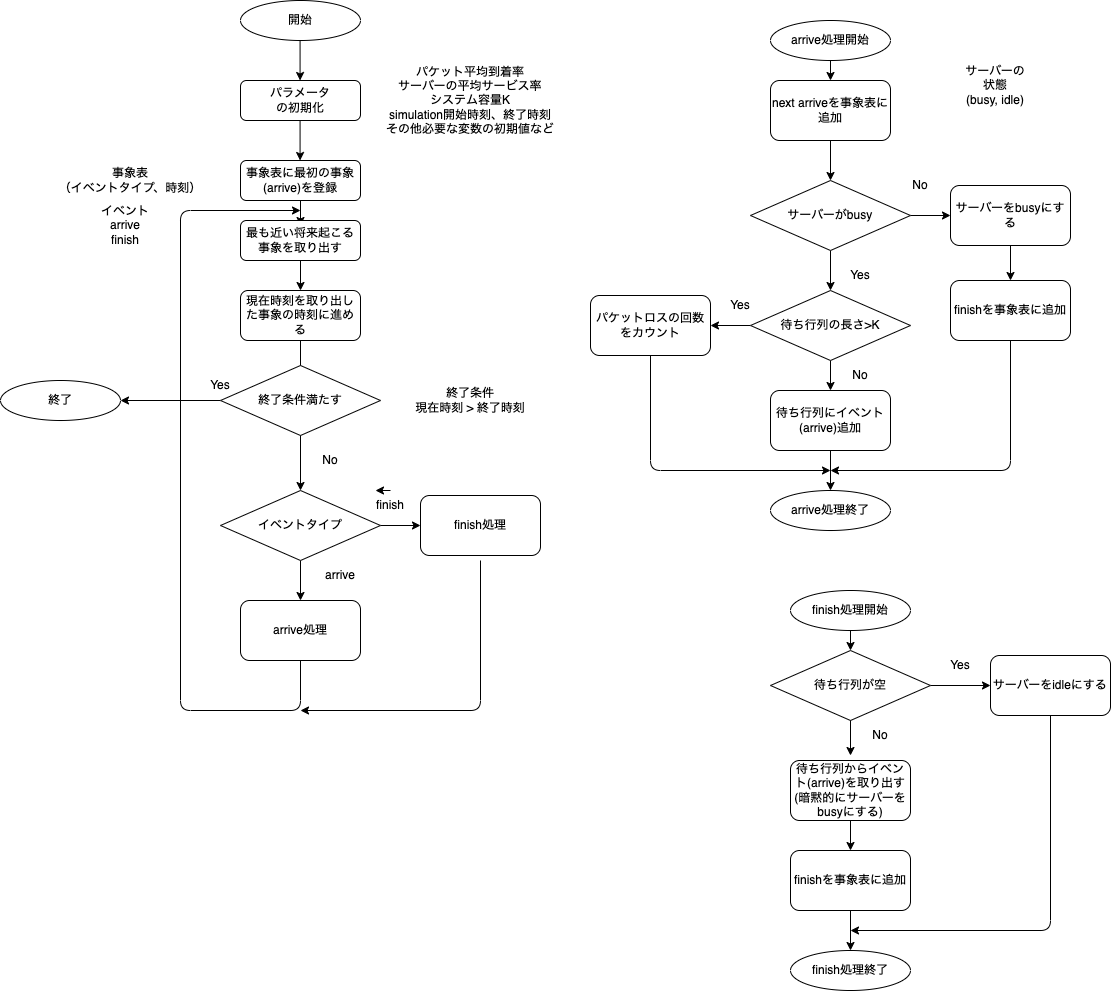 開始
パラメータ
の初期化
パケット平均到着率
サーバーの平均サービス率
システム容量K
simulation開始時刻、終了時刻
その他必要な変数の初期値など
事象表
(イベントタイプ、時刻)
イベント
arrive
finish
事象表に最初の事象
(arrive)を登録
最も近い将来起こる
事象を取り出す
現在時刻を取り出し
た事象の時刻に進め
る
終了条件満たす
Yes
終了
終了条件
現在時刻 > 終了時刻
No
イベントタイプ
finish
finish処理
arrive
arrive処理
arrive処理開始
サーバーの
状態
(busy, idle)
next arriveを事象表に
追加
サーバーがbusy
No
サーバーをbusyにす
る
finishを事象表に追加
Yes
待ち行列の長さ>K
Yes
パケットロスの回数
をカウント
No
待ち行列にイベント
(arrive)追加
arrive処理終了
finish処理開始
待ち行列が空
Yes
サーバーをidleにする
No
待ち行列からイベン
ト(arrive)を取り出す
(暗黙的にサーバーを
busyにする)
finishを事象表に追加
finish処理終了